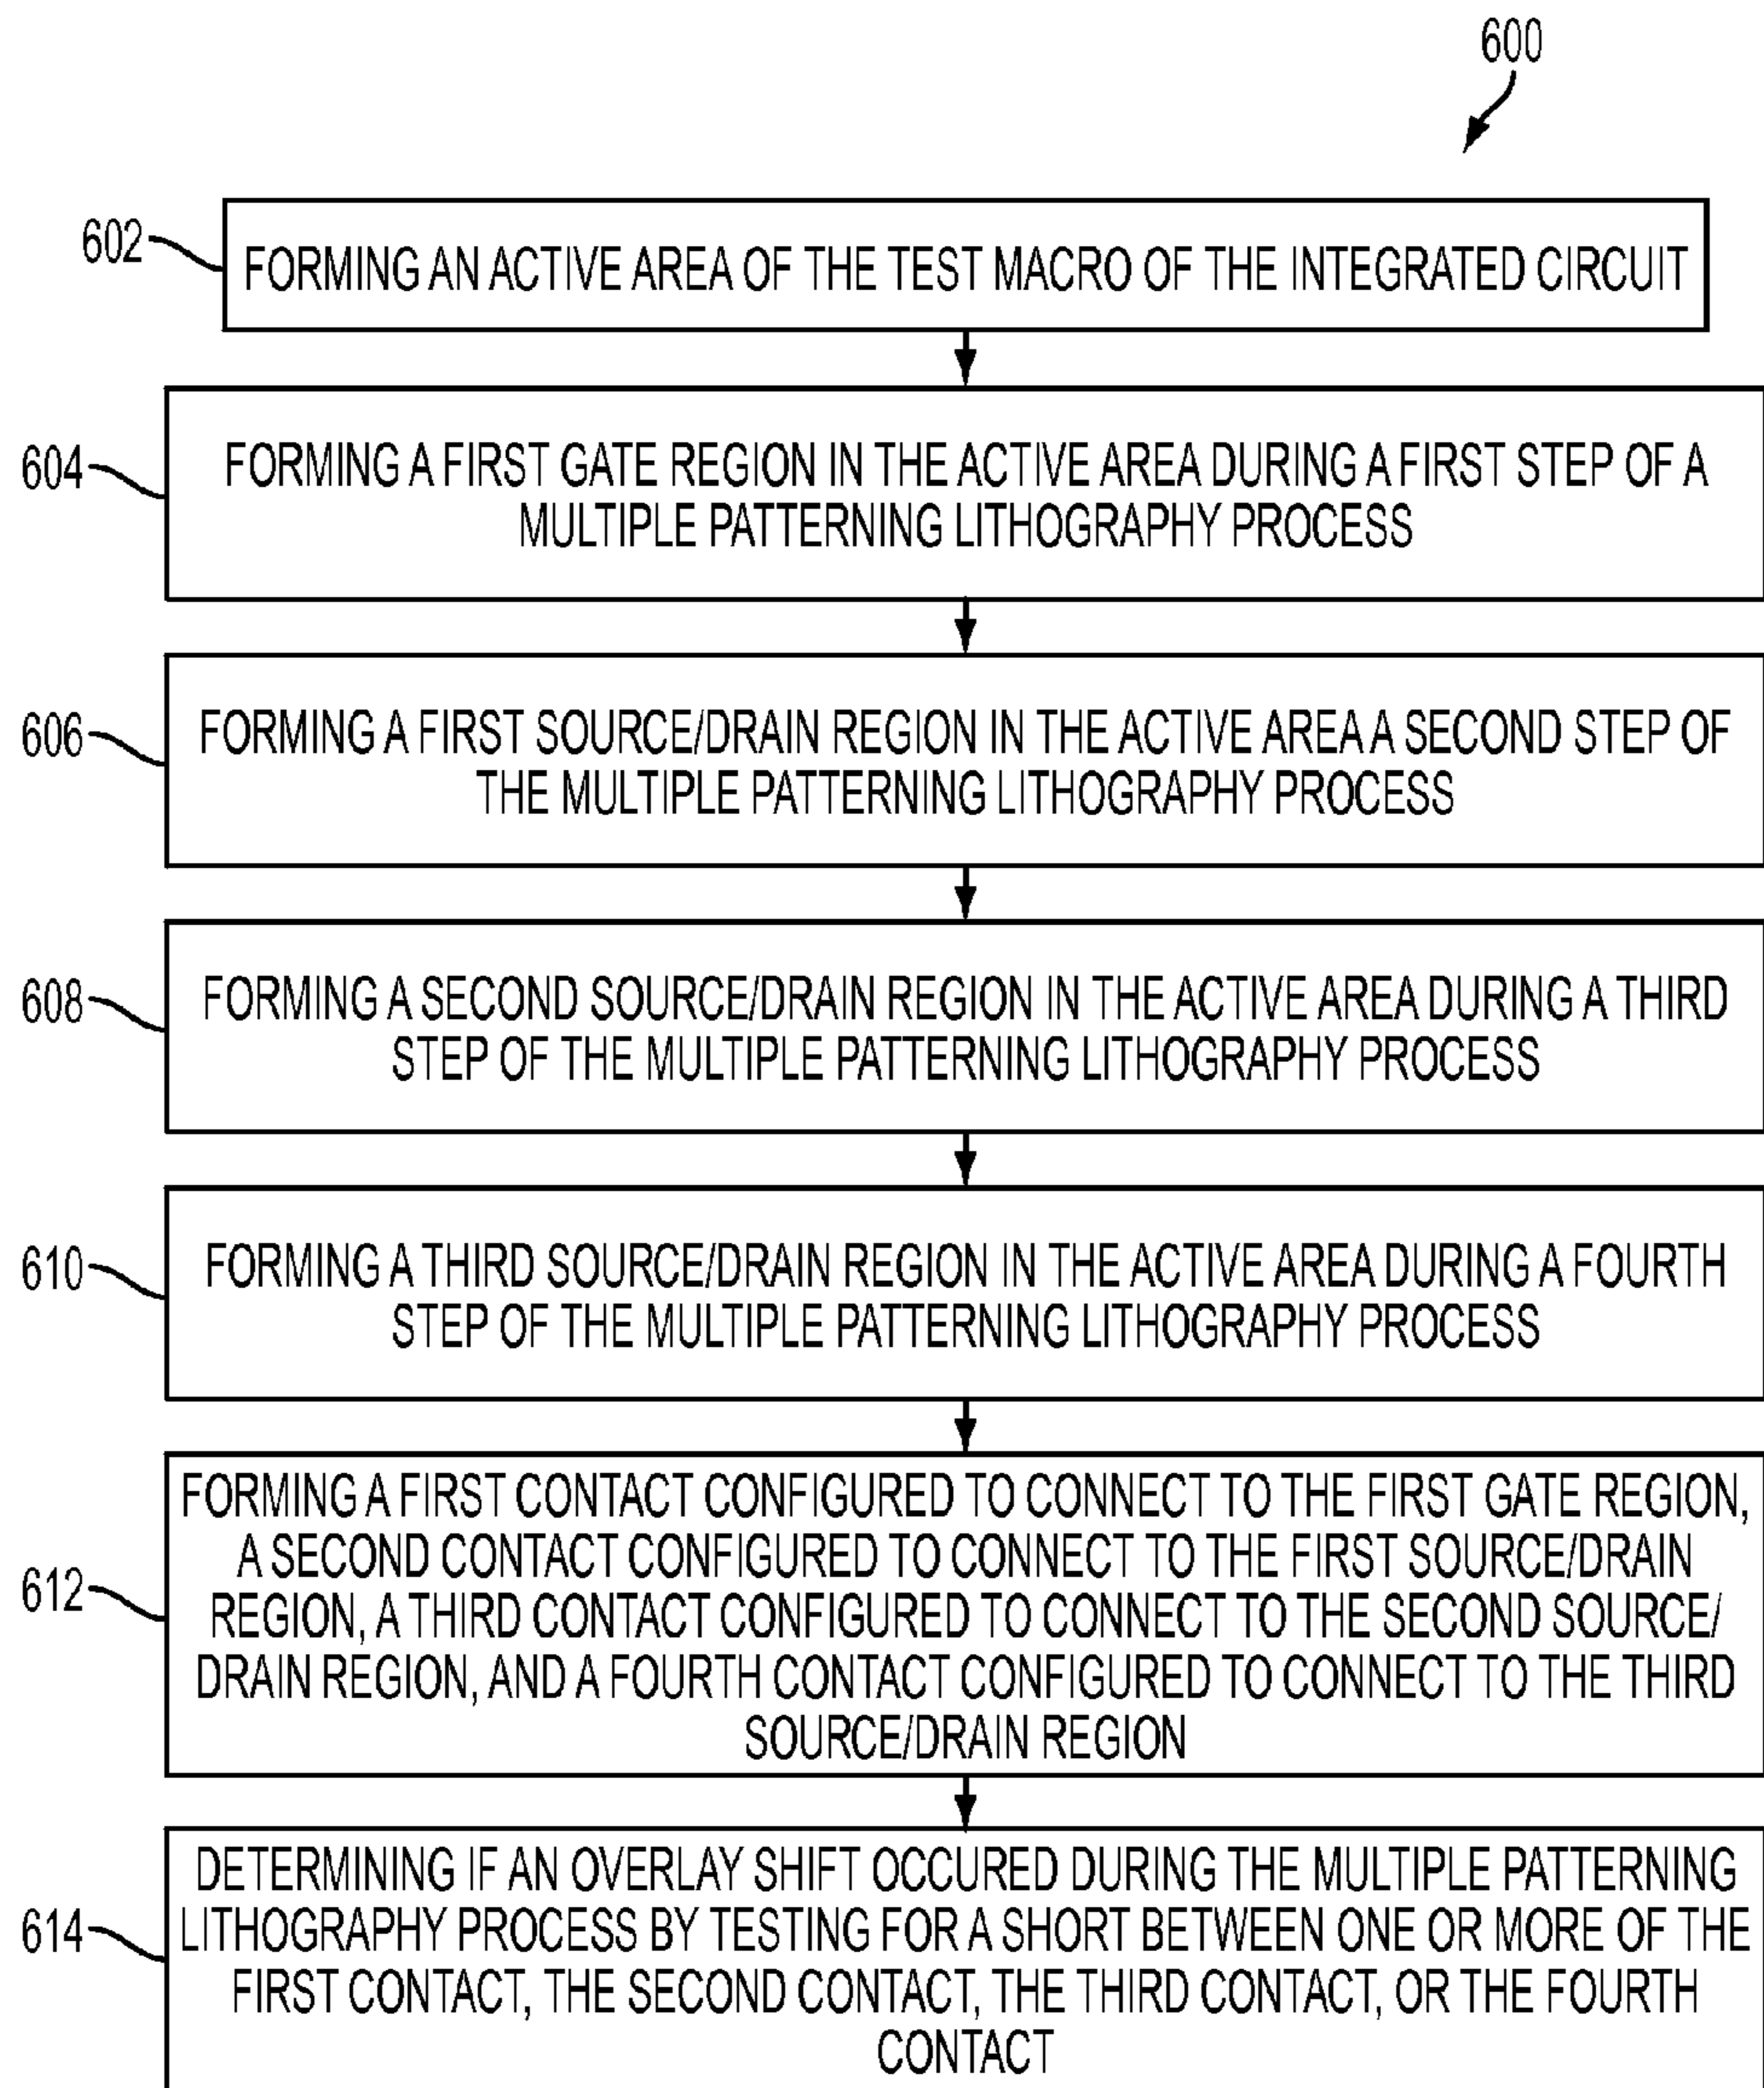 600
602
FORMING AN ACTIVE AREA OF THE TEST MACRO OF THE INTEGRATED CIRCUIT
604
FORMING A FIRST GATE REGION IN THE ACTIVE AREA DURING A FIRST STEP OF A
MULTIPLE PATTERNING LITHOGRAPHY PROCESS
606
FORMING A FIRST SOURCE/DRAIN REGION IN THE ACTIVE AREA A SECOND STEP OF
THE MULTIPLE PATTERNING LITHOGRAPHY PROCESS
608
FORMING A SECOND SOURCE/DRAIN REGION IN THE ACTIVE AREA DURING A THIRD
STEP OF THE MULTIPLE PATTERNING LITHOGRAPHY PROCESS
610
FORMING A THIRD SOURCE/DRAIN REGION IN THE ACTIVE AREA DURING A FOURTH
STEP OF THE MULTIPLE PATTERNING LITHOGRAPHY PROCESS
612
FORMING A FIRST CONTACT CONFIGURED TO CONNECT TO THE FIRST GATE REGION,
A SECOND CONTACT CONFIGURED TO CONNECT TO THE FIRST SOURCE/DRAIN
REGION, A THIRD CONTACT CONFIGURED TO CONNECT TO THE SECOND SOURCE/
DRAIN REGION, AND A FOURTH CONTACT CONFIGURED TO CONNECT TO THE THIRD
SOURCE/DRAIN REGION
614
DETERMINING IF AN OVERLAY SHIFT OCCURED DURING THE MULTIPLE PATTERNING
LITHOGRAPHY PROCESS BY TESTING FOR A SHORT BETWEEN ONE OR MORE OF THE
FIRST CONTACT, THE SECOND CONTACT, THE THIRD CONTACT, OR THE FOURTH
CONTACT